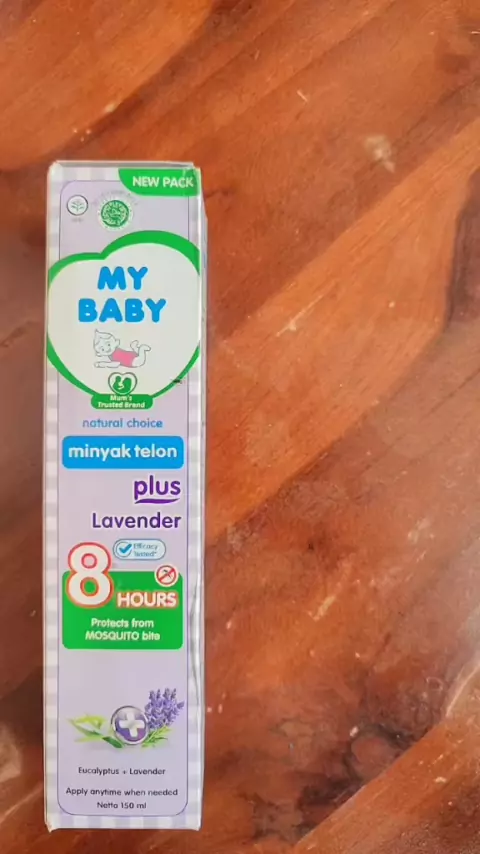 NEW PACK
MY
BABY
Mum's
Trusted Brand
natural choice
minyak telon
plus
Lavender
Efficacy
tested
8
HOURS
Protects from
MOSQUITO bite
Eucalyptus + Lavender
Apply anytime when needed
Netto 150 ml